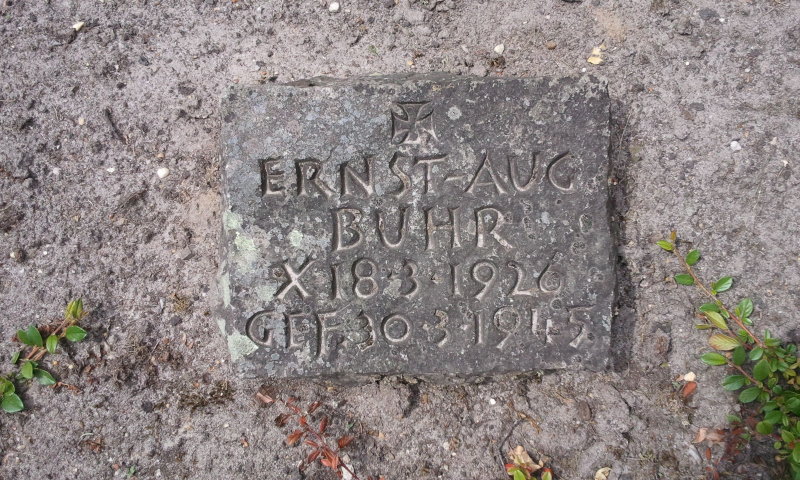 ERNST-AUG
BUHR
X 18·3·1926
GEF. 30·3·1945